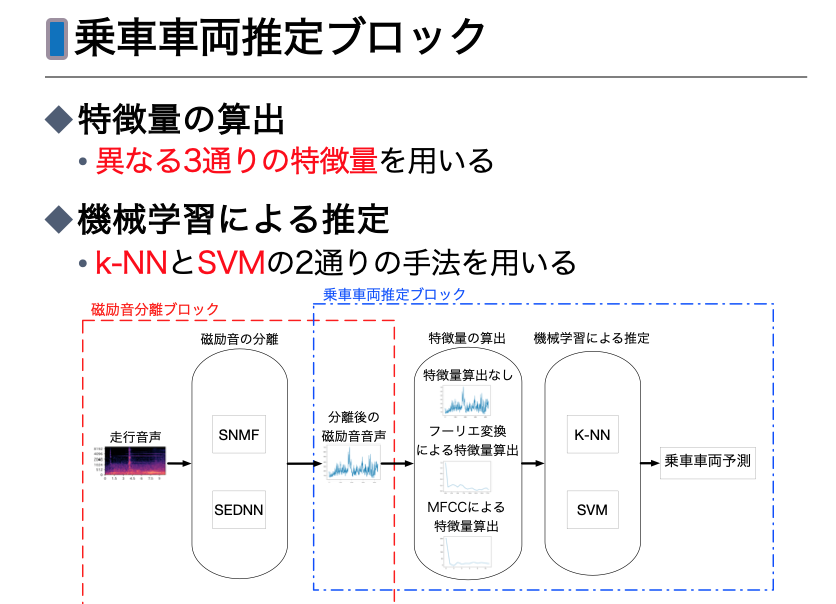 乗車車両推定ブロック
特徴量の算出
異なる3通りの特徴量を用いる
機械学習による推定
k-NNとSVMの2通りの手法を用いる
乗車車両推定ブロック
磁励音分離ブロック
磁励音の分離
特徴量の算出
機械学習による推定
走行音声
SNMF
SEDNN
分離後の
磁励音音声
特徴量算出なし
フーリエ変換
による特徴量算出
MFCCによる
特徴量算出
K-NN
SVM
乗車車両予測